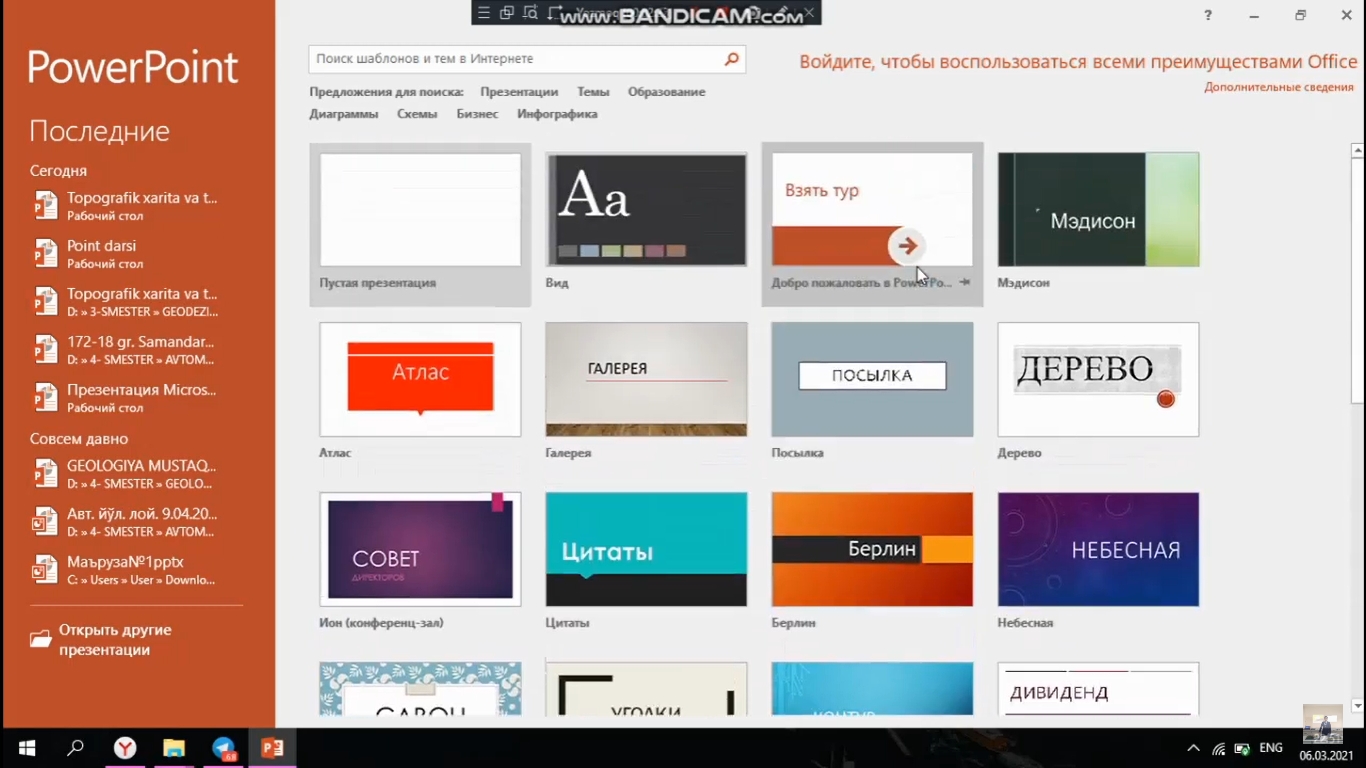 www.BANDICAM.com
PowerPoint
Последние
Сегодня
Topografik xarita va t...
Рабочий стол
Point darsi
Рабочий стол
Topografik xarita va t...
D: » 3-SMESTER » GEODEZI...
172-18 gr. Samandar...
D: » 4- SMESTER » AVTOM...
Презентация Micros...
Рабочий стол
Совсем давно
GEOLOGIYA MUSTAQ...
D: » 4- SMESTER » GEOLO...
Авт. йўл. лой. 9.04.20...
D: » 4- SMESTER » AVTOM...
Маъруза№1pptx
C: » Users » User » Downlo...
Открыть другие
презентации
Поиск шаблонов и тем в Интернете
Предложения для поиска: Презентации Темы Образование
Диаграммы Схемы Бизнес Инфографика
?
Войдите, чтобы воспользоваться всеми преимуществами Office
Дополнительные сведения
Aa
Взять тур
Мэдисон
Пустая презентация
Вид
Добро пожаловать в PowerPo...
Мэдисон
Атлас
ГАЛЕРЕЯ
ПОСЫЛКА
ДЕРЕВО
Атлас
Галерея
Посылка
Дерево
СОВЕТ
ДИРЕКТОРОВ
Цитаты
Берлин
НЕБЕСНАЯ
Ион (конференц-зал)
Цитаты
Берлин
Небесная
САВОН
УГОЛКИ
КОНТУР
ДИВИДЕНД
68
ENG
06.03.2021